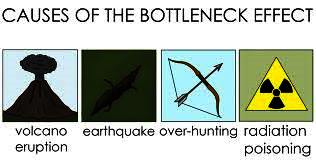 CAUSES OF THE BOTTLENECK EFFECT
volcano eruption
earthquake
over-hunting
radiation poisoning